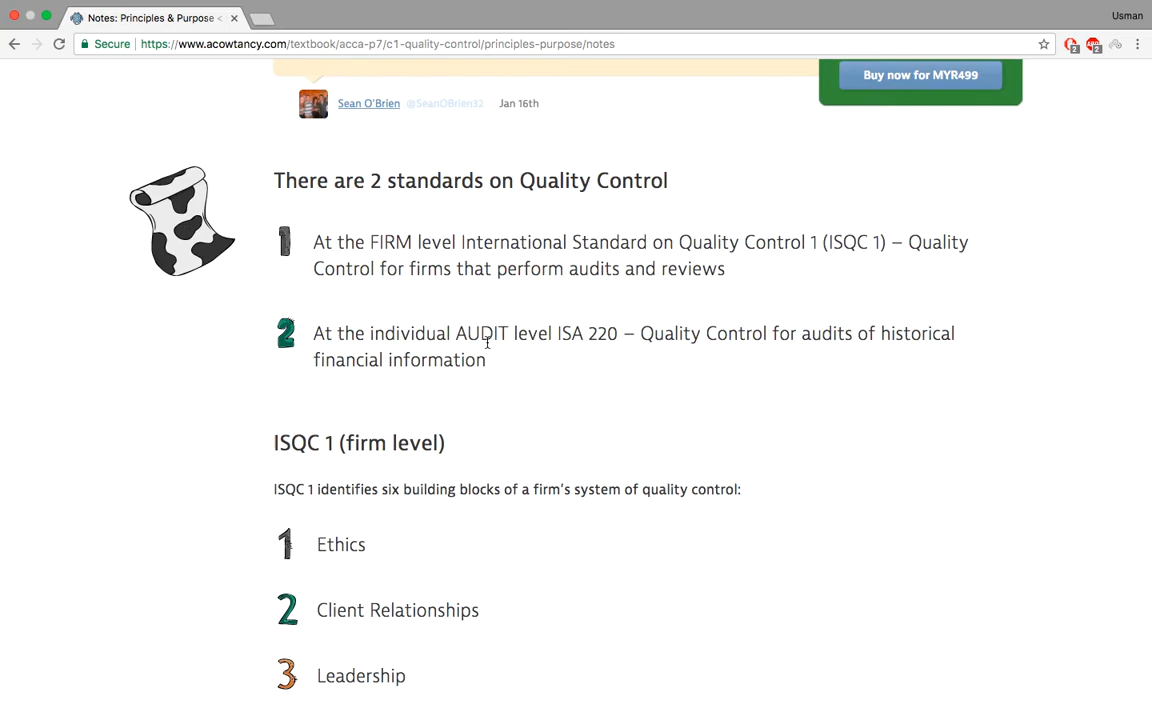 Notes: Principles & Purpose <
Usman
Secure
https://www.acowtancy.com/textbook/acca-p7/c1-quality-control/principles-purpose/notes
2
2
Buy now for MYR499
Sean O'Brien @SeanOBrien32 Jan 16th
There are 2 standards on Quality Control
1 At the FIRM level International Standard on Quality Control 1 (ISQC 1) – Quality
Control for firms that perform audits and reviews
2 At the individual AUDIT level ISA 220 – Quality Control for audits of historical
financial information
ISQC 1 (firm level)
ISQC 1 identifies six building blocks of a firm's system of quality control:
1 Ethics
2 Client Relationships
3 Leadership